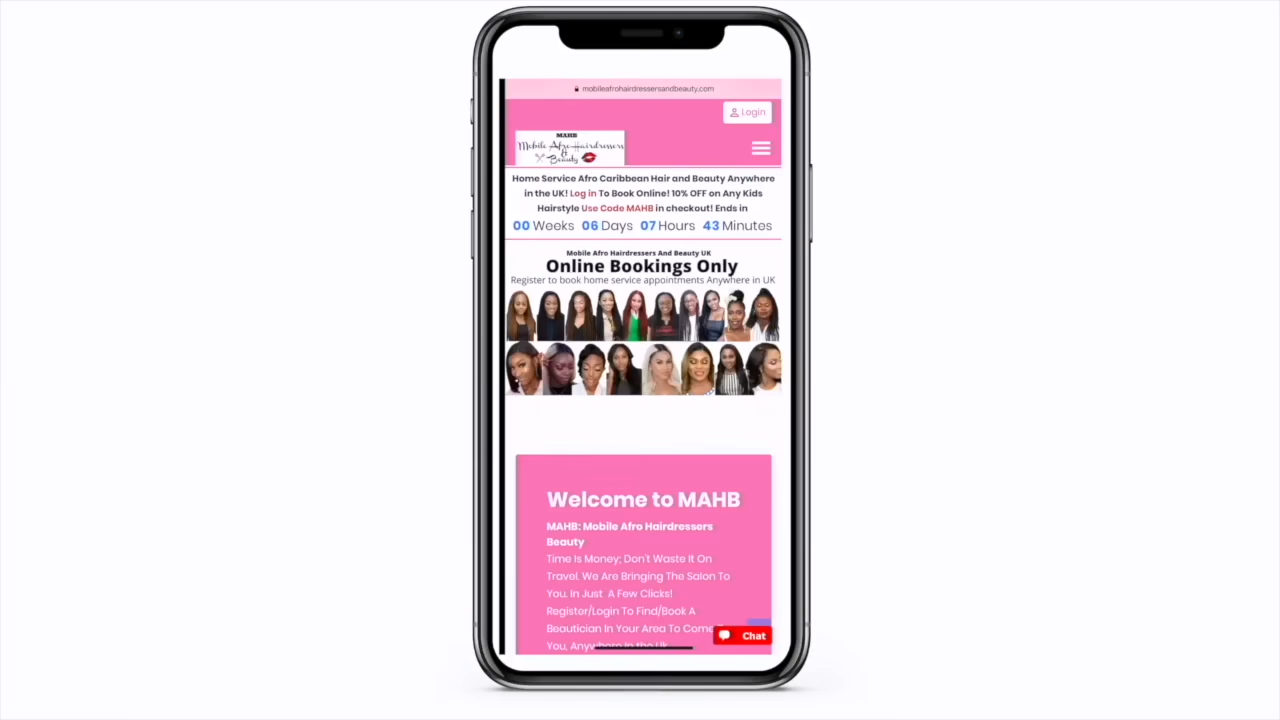 mobileafrohairdressersandbeauty.com
Login
MAHB
Mobile Afro Hairdressers
&
Beauty
Home Service Afro Caribbean Hair and Beauty Anywhere
in the UK! Log in To Book Online! 10% OFF on Any Kids
Hairstyle Use Code MAHB in checkout! Ends in
00 Weeks 06 Days 07 Hours 43 Minutes
Mobile Afro Hairdressers And Beauty UK
Online Bookings Only
Register to book home service appointments Anywhere in UK
Welcome to MAHB
MAHB: Mobile Afro Hairdressers
Beauty
Time Is Money; Don't Waste It On
Travel. We Are Bringing The Salon To
You. In Just A Few Clicks!
Register/Login To Find/Book A
Beautician In Your Area To Come
You, Anywhere In the Uk
Chat